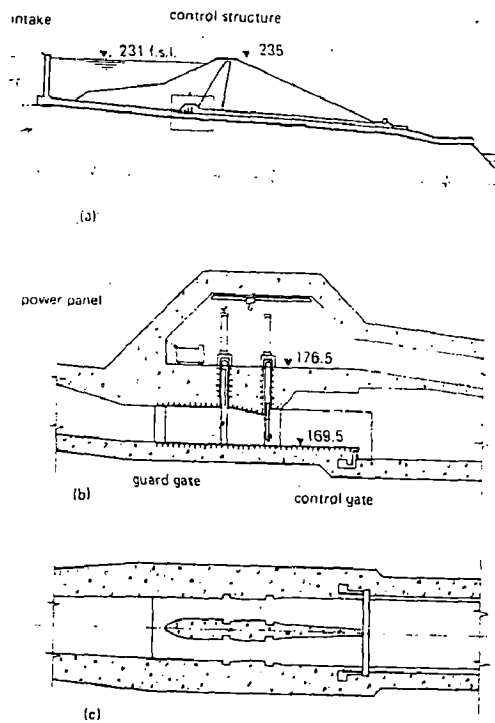 intake control structure
231 f.s.l. 235
(a)
power panel
176.5
169.5
(b) guard gate control gate
(c)